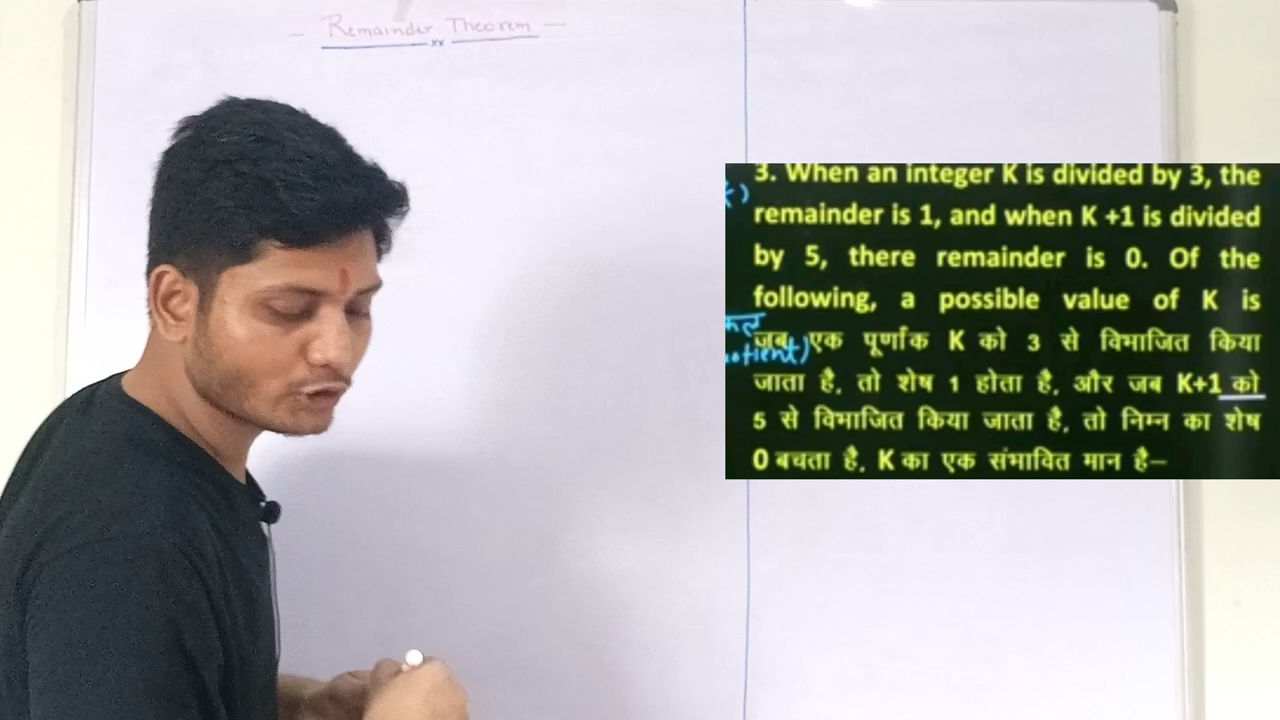 — Remainder Theorem —
3. When an integer K is divided by 3, the
remainder is 1, and when K +1 is divided
by 5, there remainder is 0. Of the
following, a possible value of K is
जब एक पूर्णांक K को 3 से विभाजित किया
जाता है, तो शेष 1 होता है, और जब K+1 को
5 से विभाजित किया जाता है, तो निम्न का शेष
0 बचता है, K का एक संभावित मान है–